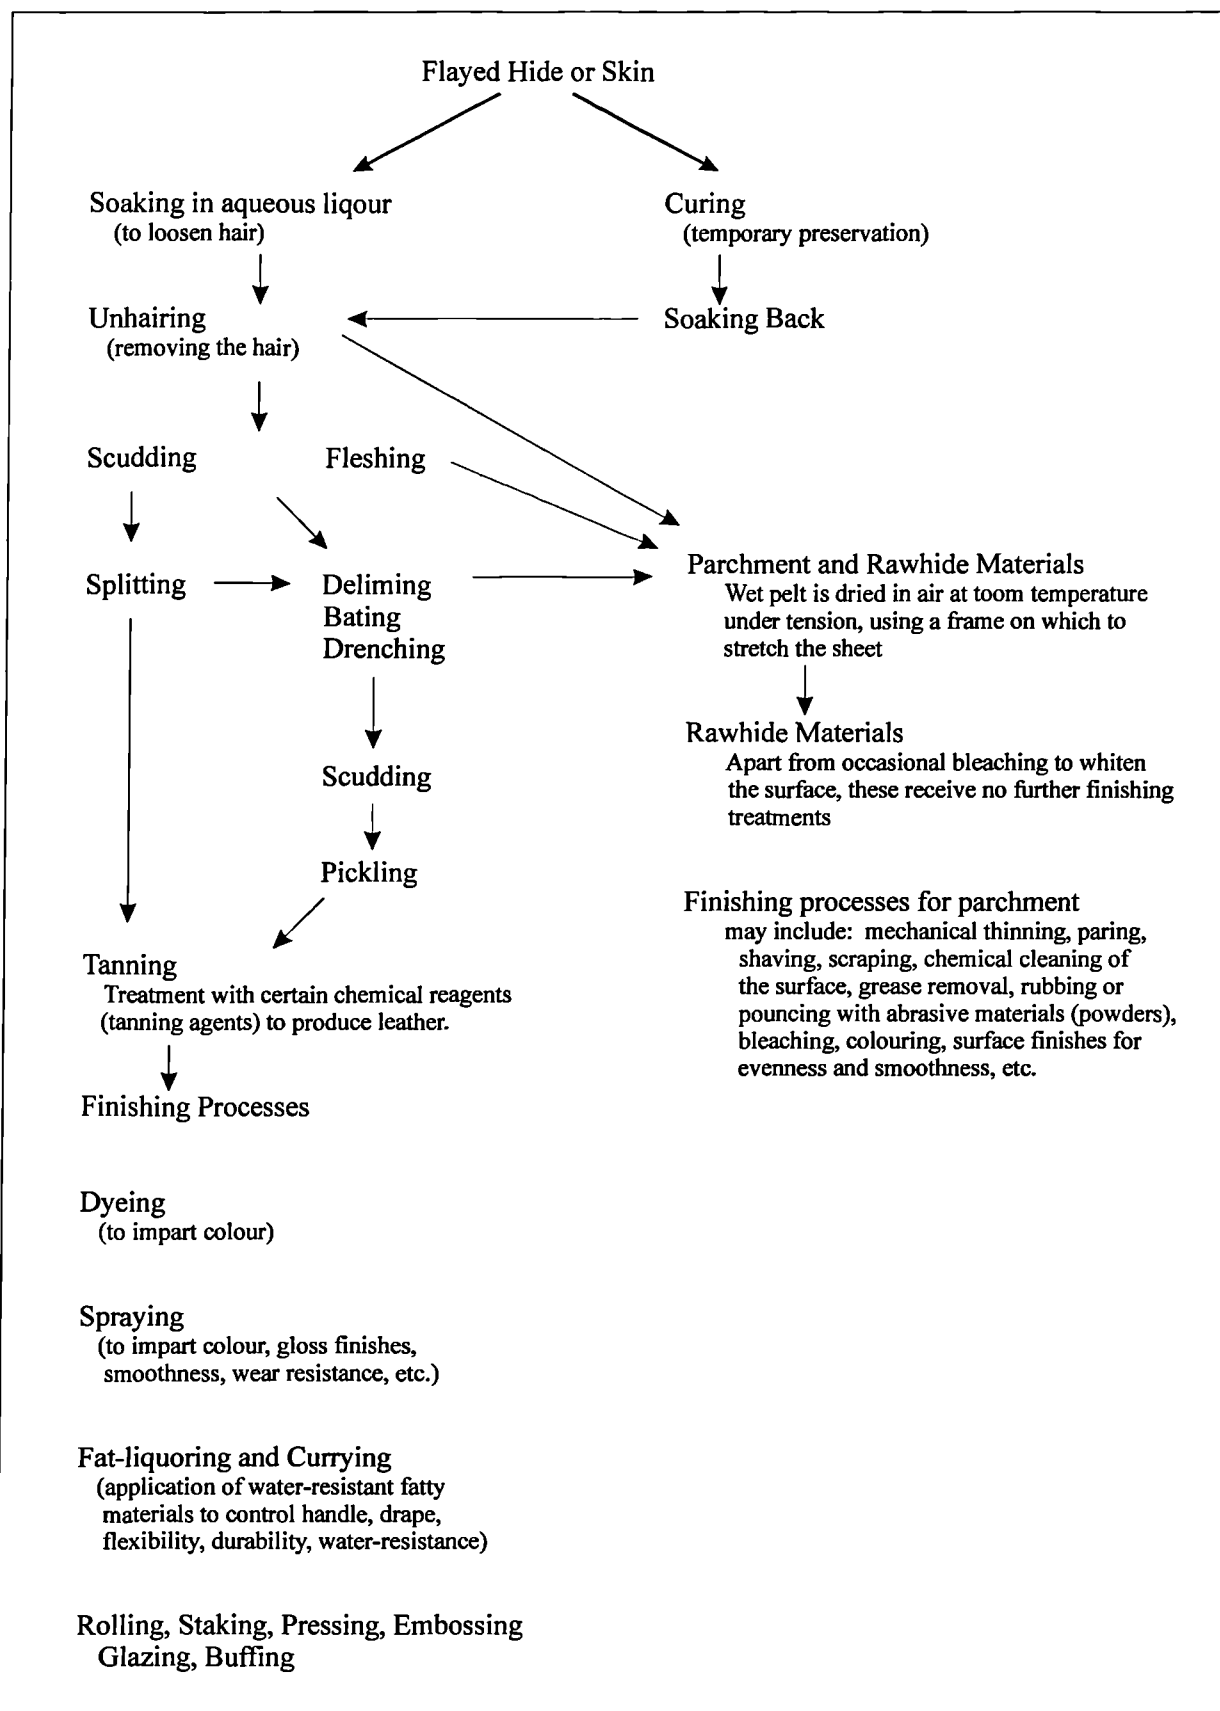 Flayed Hide or Skin
Soaking in aqueous liqour
(to loosen hair)
Curing
(temporary preservation)
Unhairing
(removing the hair)
Soaking Back
Scudding
Fleshing
Splitting
Deliming
Bating
Drenching
Parchment and Rawhide Materials
Wet pelt is dried in air at toom temperature
under tension, using a frame on which to
stretch the sheet
Rawhide Materials
Apart from occasional bleaching to whiten
the surface, these receive no further finishing
treatments
Scudding
Pickling
Finishing processes for parchment
may include: mechanical thinning, paring,
shaving, scraping, chemical cleaning of
the surface, grease removal, rubbing or
pouncing with abrasive materials (powders),
bleaching, colouring, surface finishes for
evenness and smoothness, etc.
Tanning
Treatment with certain chemical reagents
(tanning agents) to produce leather.
Finishing Processes
Dyeing
(to impart colour)
Spraying
(to impart colour, gloss finishes,
smoothness, wear resistance, etc.)
Fat-liquoring and Currying
(application of water-resistant fatty
materials to control handle, drape,
flexibility, durability, water-resistance)
Rolling, Staking, Pressing, Embossing
Glazing, Buffing